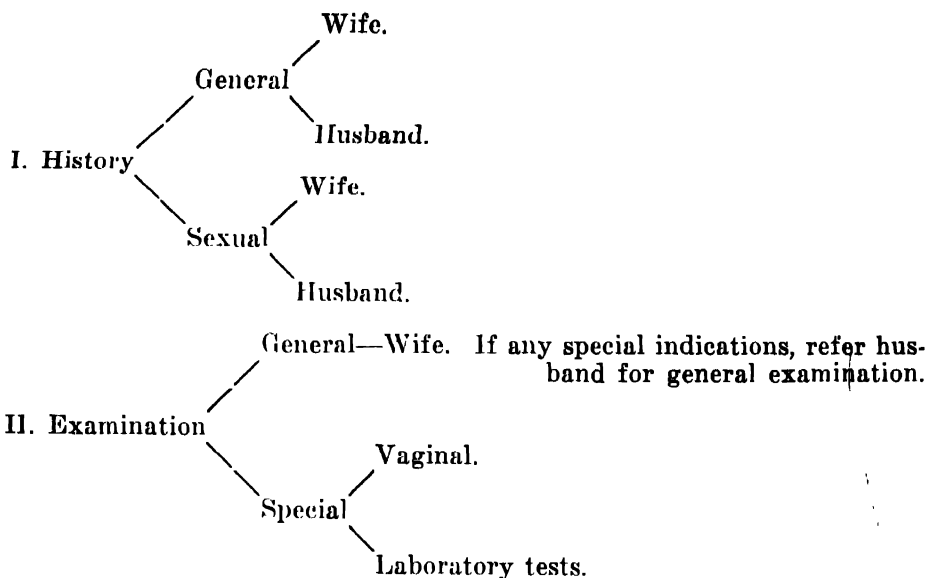 Wife.
General
Husband.
I. History
Wife.
Sexual
Husband.
General—Wife. If any special indications, refer hus-
band for general examination.
II. Examination
Vaginal.
Special
Laboratory tests.